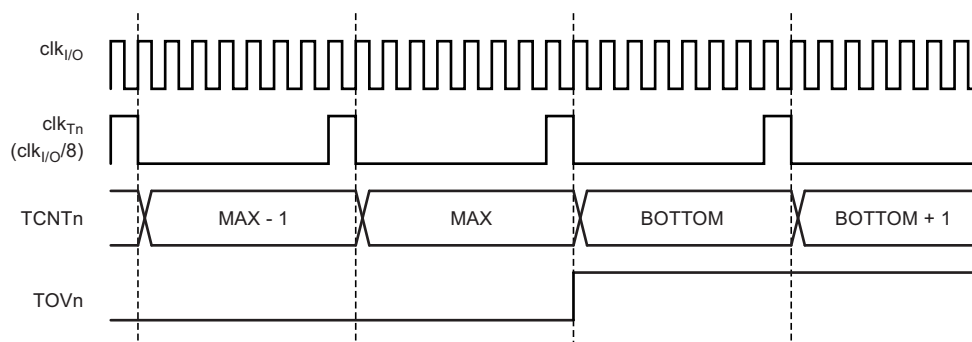 clkI/O
clkTn
(clkI/O/8)
TCNTn MAX - 1 MAX BOTTOM BOTTOM + 1
TOVn